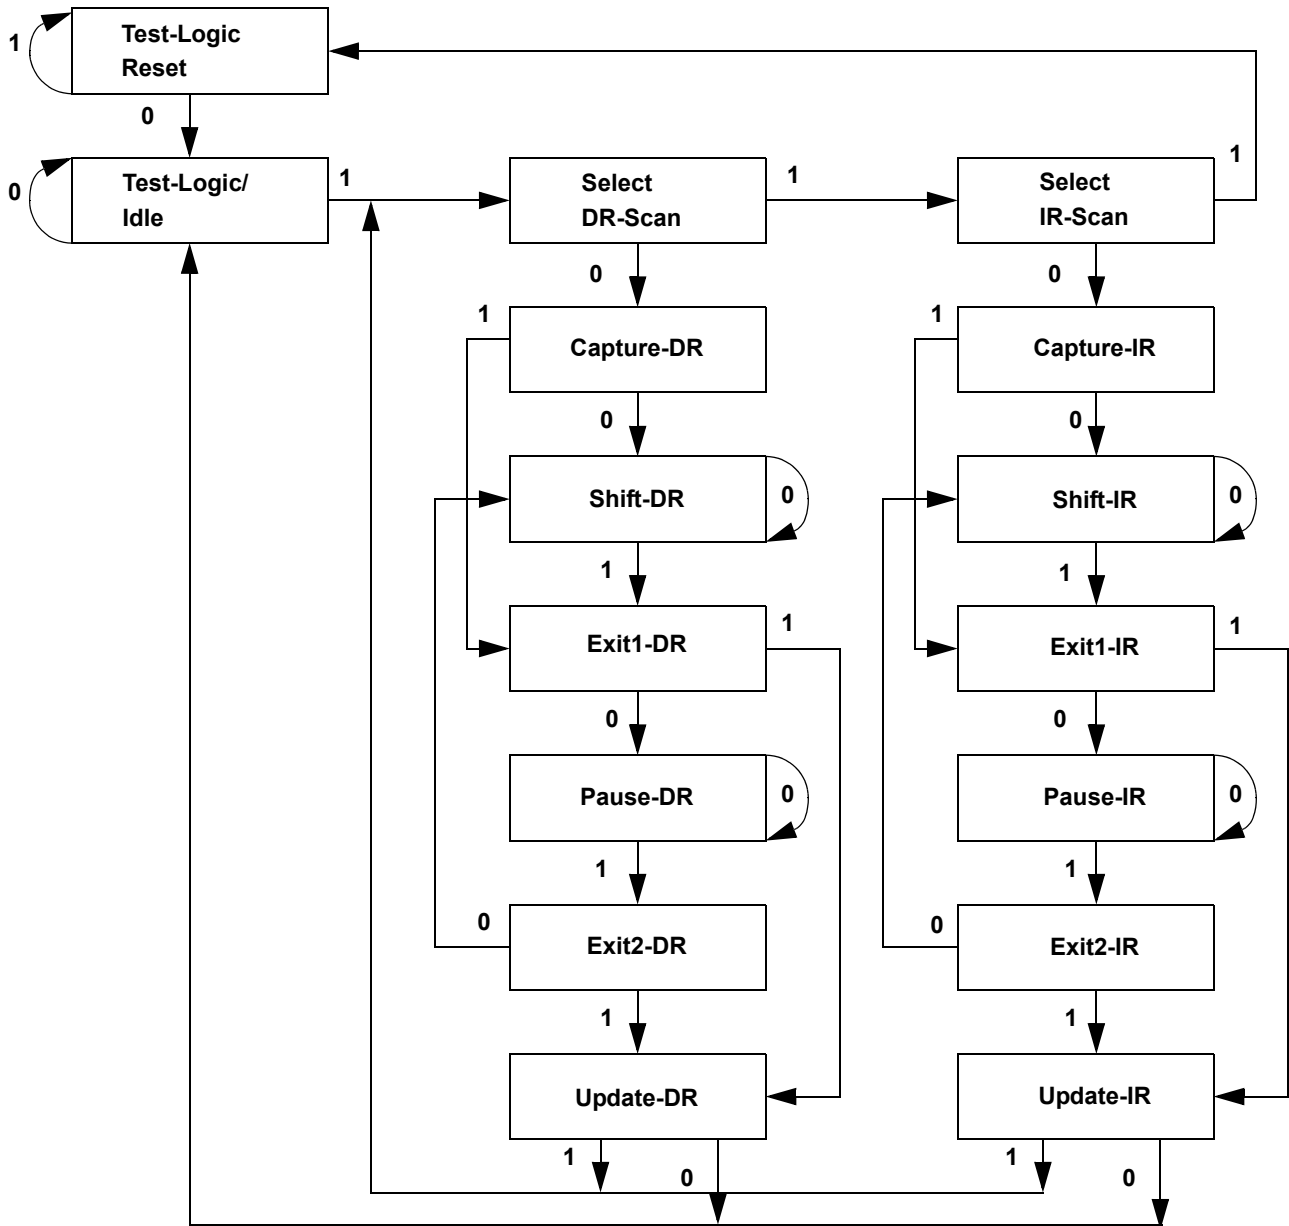 1
Test-Logic
Reset
0
0
Test-Logic/
Idle
1
Select
DR-Scan
1
Select
IR-Scan
1
0
0
1
Capture-DR
1
Capture-IR
0
0
Shift-DR
0
Shift-IR
0
1
1
Exit1-DR
1
Exit1-IR
1
0
0
Pause-DR
0
Pause-IR
0
1
1
0
Exit2-DR
0
Exit2-IR
1
1
Update-DR
Update-IR
1
0
1
0